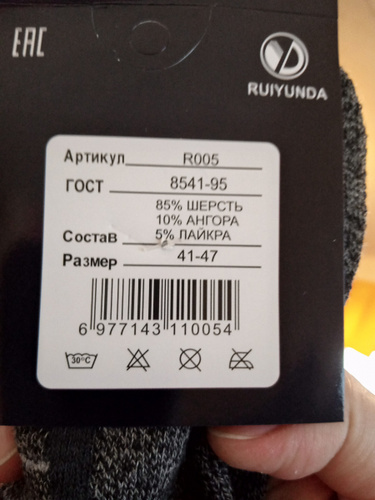 EAC
RUIYUNDA
Артикул R005
ГОСТ 8541-95
85% ШЕРСТЬ
10% АНГОРА
Состав 5% ЛАЙКРА
Размер 41-47
6 977143 110054
30°C